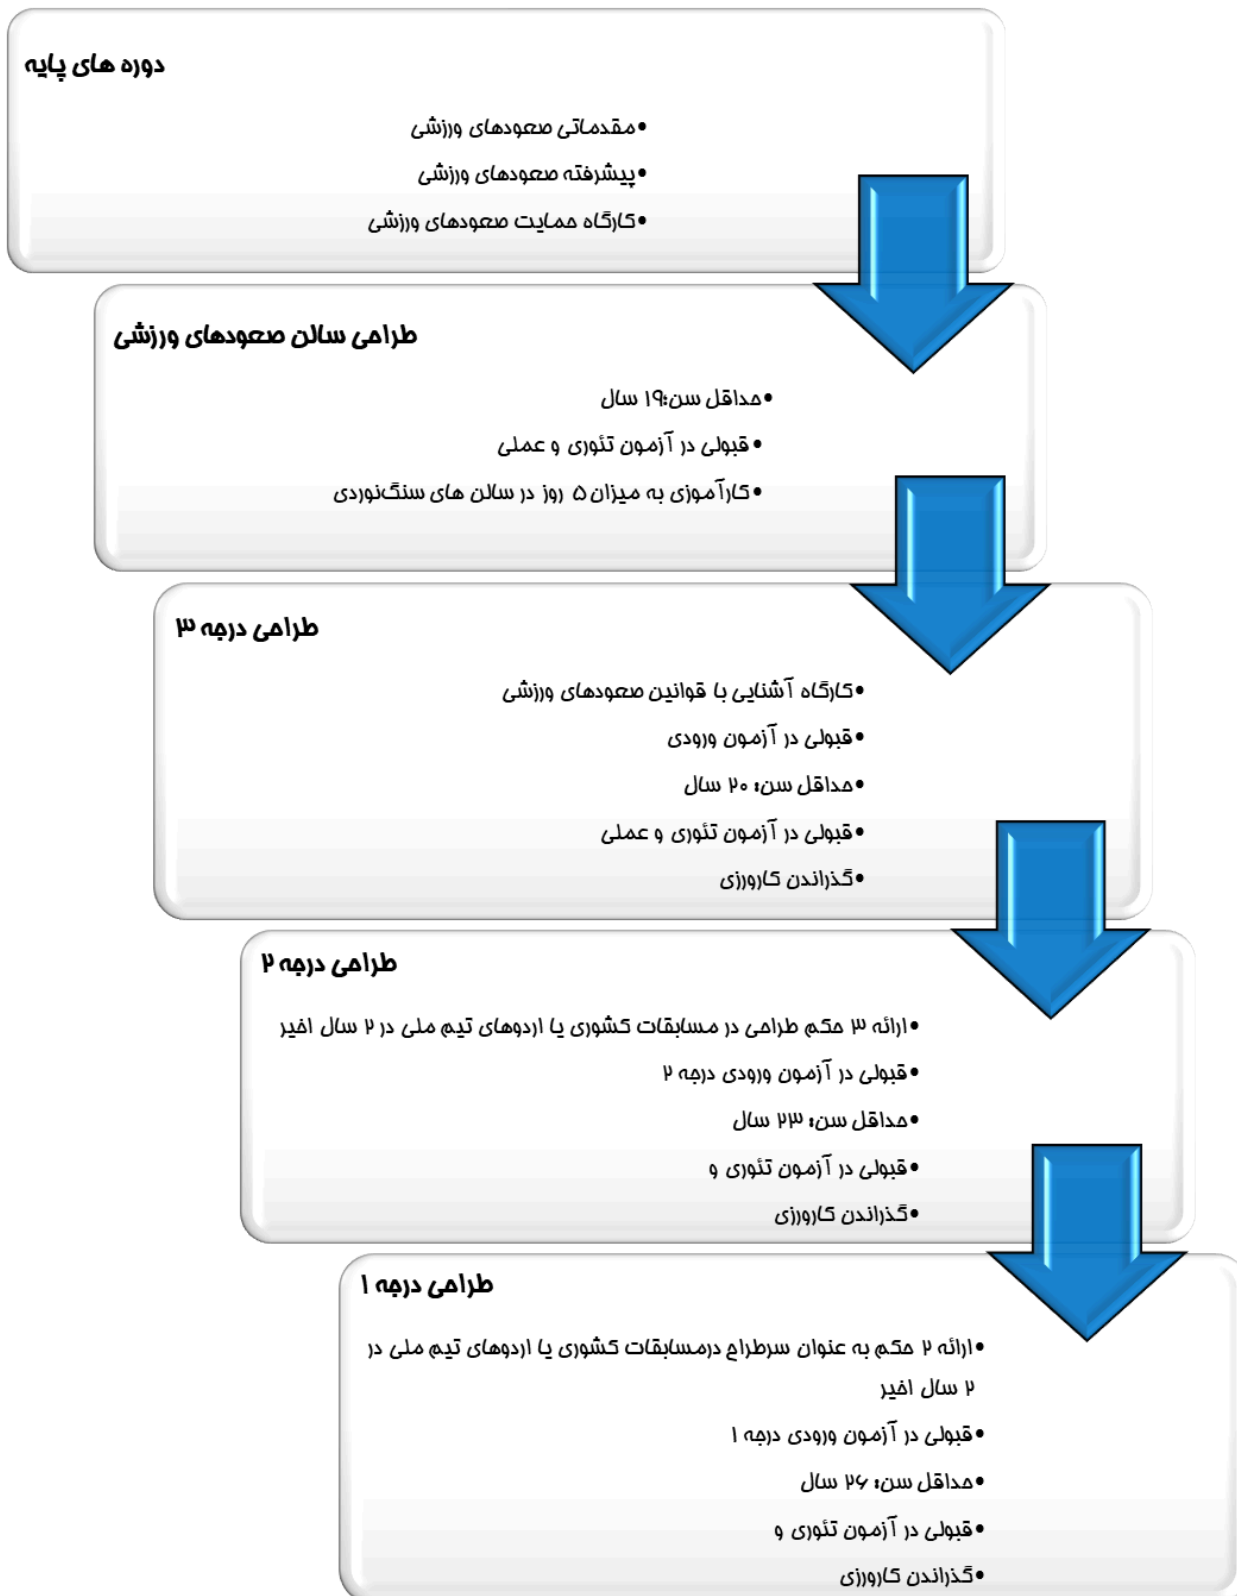 دوره های پایه
•مقدماتی صعودهای ورزشی
•پیشرفته صعودهای ورزشی
•کارگاه حمایت صعودهای ورزشی
طراحی سالن صعودهای ورزشی
•حداقل سن:۱۹ سال
•قبولی در آزمون تئوری و عملی
•کارآموزی به میزان ۵ روز در سالن های سنگ‌نوردی
طراحی درجه ۳
•کارگاه آشنایی با قوانین صعودهای ورزشی
•قبولی در آزمون ورودی
•حداقل سن: ۲۰ سال
•قبولی در آزمون تئوری و عملی
•گذراندن کارورزی
طراحی درجه ۲
•ارائه ۳ حکم طراحی در مسابقات کشوری یا اردوهای تیم ملی در ۲ سال اخیر
•قبولی در آزمون ورودی درجه ۲
•حداقل سن: ۲۳ سال
•قبولی در آزمون تئوری و
•گذراندن کارورزی
طراحی درجه ۱
•ارائه ۲ حکم به عنوان سرطراح درمسابقات کشوری یا اردوهای تیم ملی در
۲ سال اخیر
•قبولی در آزمون ورودی درجه ۱
•حداقل سن: ۲۶ سال
•قبولی در آزمون تئوری و
•گذراندن کارورزی